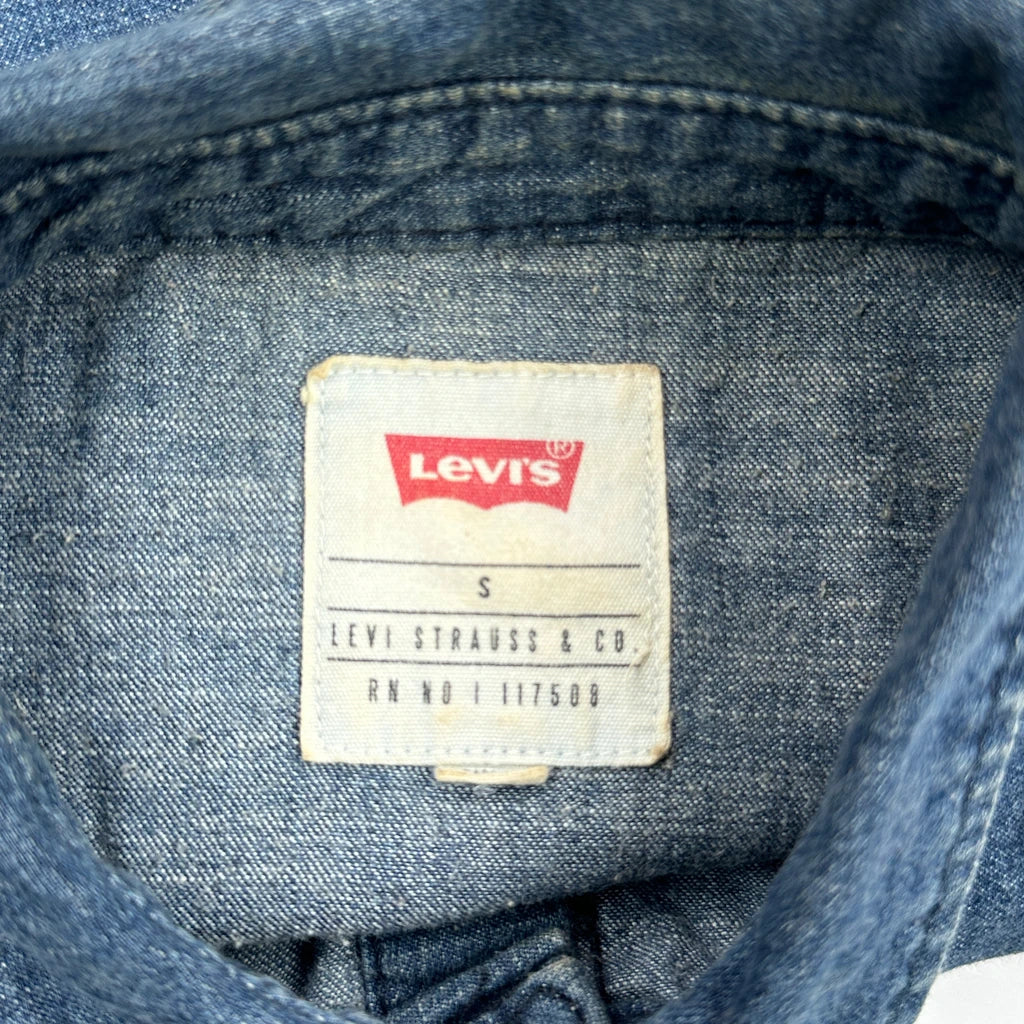 LEVI'S®
S
LEVI STRAUSS & CO.
RN NO | 117508